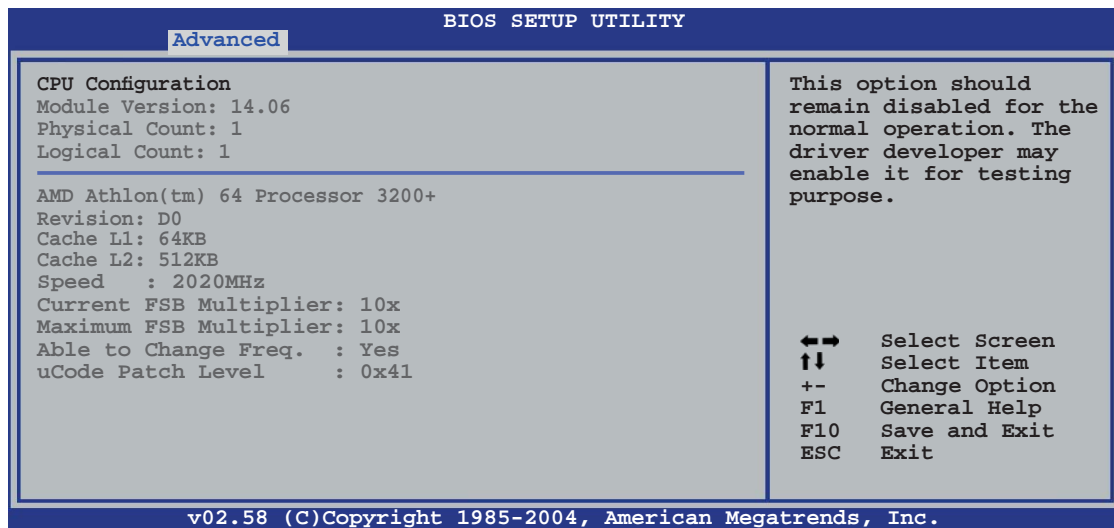 BIOS SETUP UTILITY
Advanced
CPU Configuration
Module Version: 14.06
Physical Count: 1
Logical Count: 1
AMD Athlon(tm) 64 Processor 3200+
Revision: D0
Cache L1: 64KB
Cache L2: 512KB
Speed : 2020MHz
Current FSB Multiplier: 10x
Maximum FSB Multiplier: 10x
Able to Change Freq. : Yes
uCode Patch Level : 0x41
This option should
remain disabled for the
normal operation. The
driver developer may
enable it for testing
purpose.
←→ Select Screen
↑↓ Select Item
+- Change Option
F1 General Help
F10 Save and Exit
ESC Exit
v02.58 (C)Copyright 1985-2004, American Megatrends, Inc.